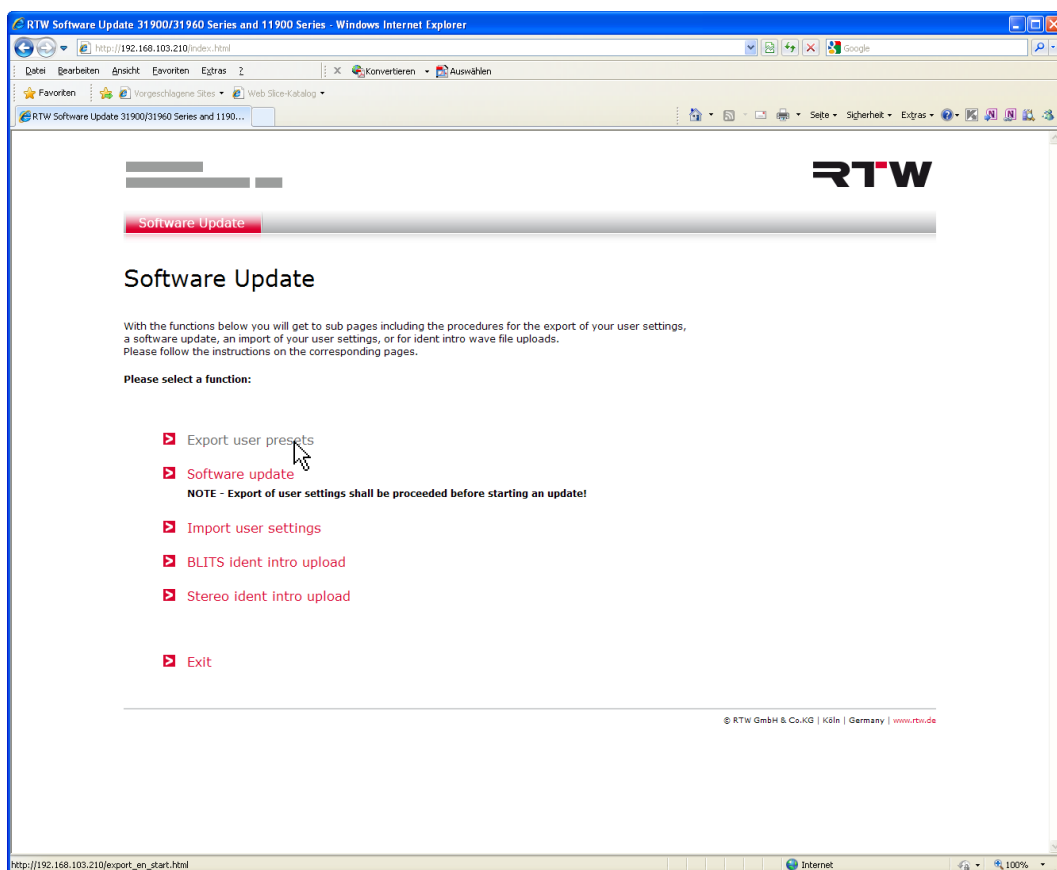 RTW Software Update 31900/31960 Series and 11900 Series - Windows Internet Explorer
http://192.168.103.210/index.html
Google
Datei Bearbeiten Ansicht Favoriten Extras ?
X Konvertieren Auswählen
Favoriten Vorgeschlagene Sites Web Slice-Katalog
RTW Software Update 31900/31960 Series and 1190...
Seite Sicherheit Extras
RTW
Software Update
Software Update
With the functions below you will get to sub pages including the procedures for the export of your user settings,
a software update, an import of your user settings, or for ident intro wave file uploads.
Please follow the instructions on the corresponding pages.
Please select a function:
Export user presets
Software update
NOTE - Export of user settings shall be proceeded before starting an update!
Import user settings
BLITS ident intro upload
Stereo ident intro upload
Exit
© RTW GmbH & Co.KG | Köln | Germany | www.rtw.de
http://192.168.103.210/export_en_start.html
Internet
100%